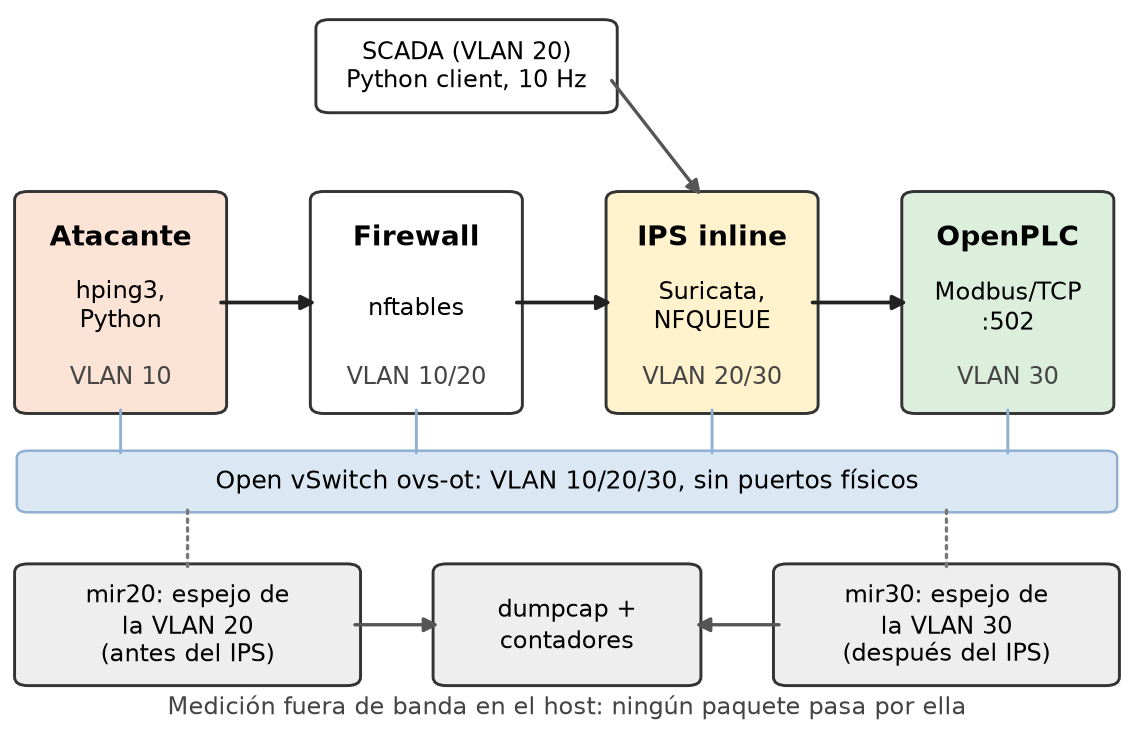 SCADA (VLAN 20)
Python client, 10 Hz
Atacante
hping3,
Python
VLAN 10
Firewall
nftables
VLAN 10/20
IPS inline
Suricata,
NFQUEUE
VLAN 20/30
OpenPLC
Modbus/TCP
:502
VLAN 30
Open vSwitch ovs-ot: VLAN 10/20/30, sin puertos físicos
mir20: espejo de
la VLAN 20
(antes del IPS)
dumpcap +
contadores
mir30: espejo de
la VLAN 30
(después del IPS)
Medición fuera de banda en el host: ningún paquete pasa por ella